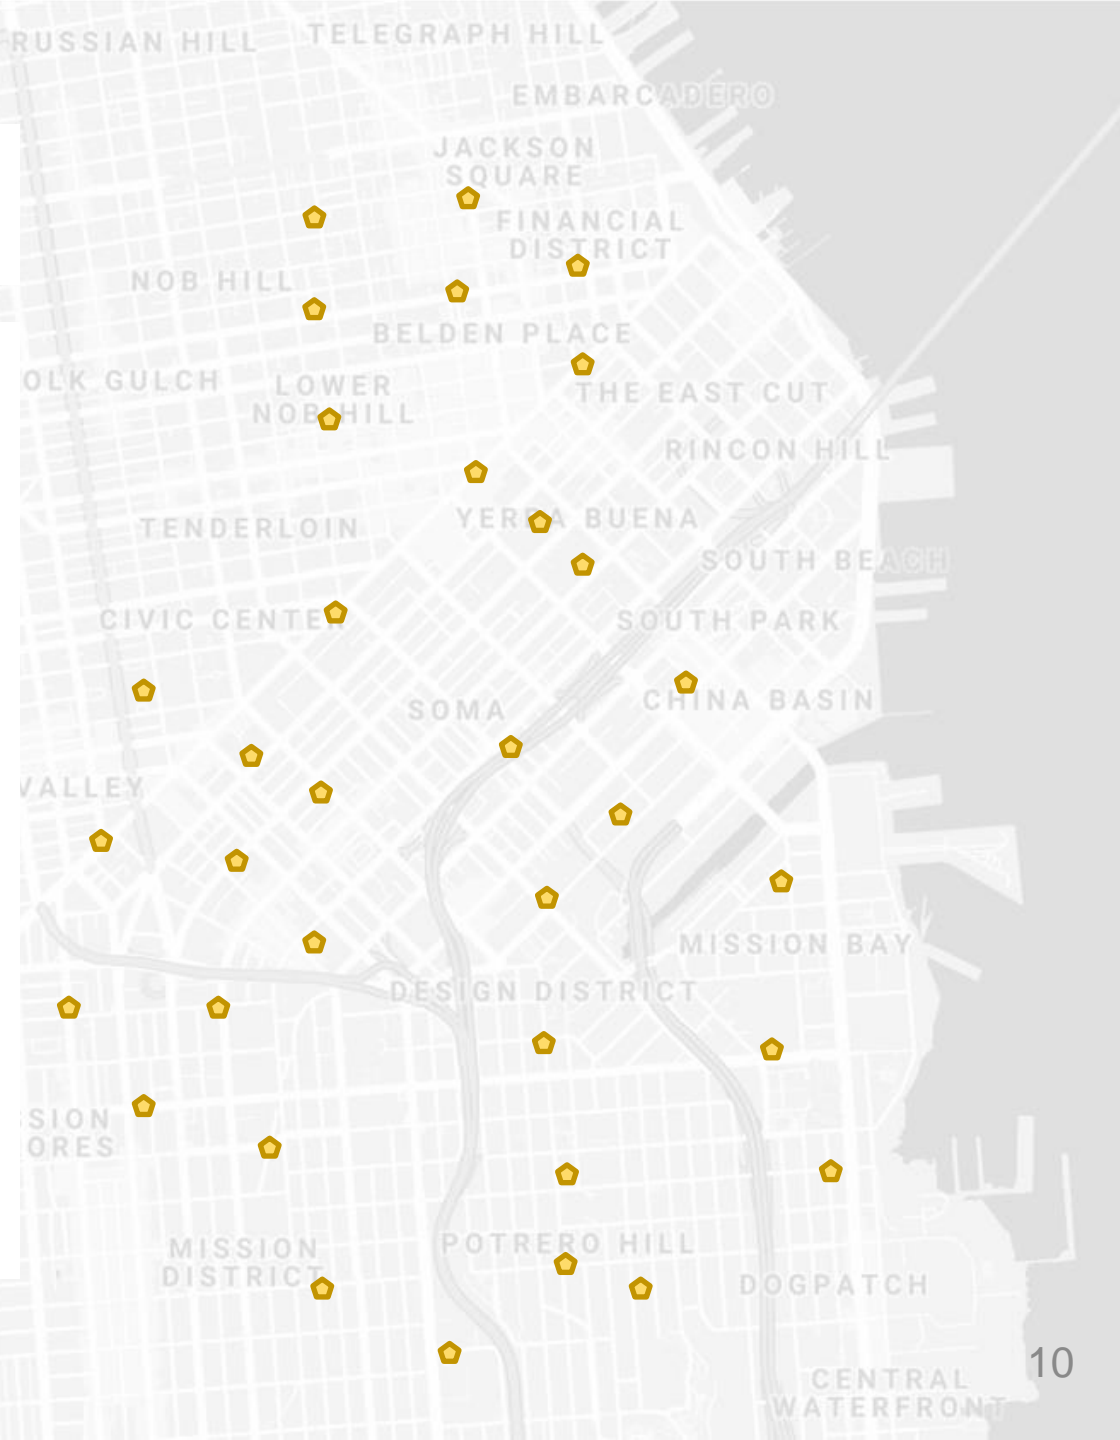 RUSSIAN HILL
TELEGRAPH HILL
EMBARCADERO
JACKSON
SQUARE
FINANCIAL
DISTRICT
NOB HILL
BELDEN PLACE
OLK GULCH
LOWER
NOB HILL
THE EAST CUT
RINCON HILL
TENDERLOIN
YERBA BUENA
SOUTH BEACH
CIVIC CENTER
SOUTH PARK
CHINA BASIN
SOMA
VALLEY
MISSION BAY
DESIGN DISTRICT
SION
ORES
MISSION
DISTRICT
POTRERO HILL
DOGPATCH
10
CENTRAL
WATERFRONT